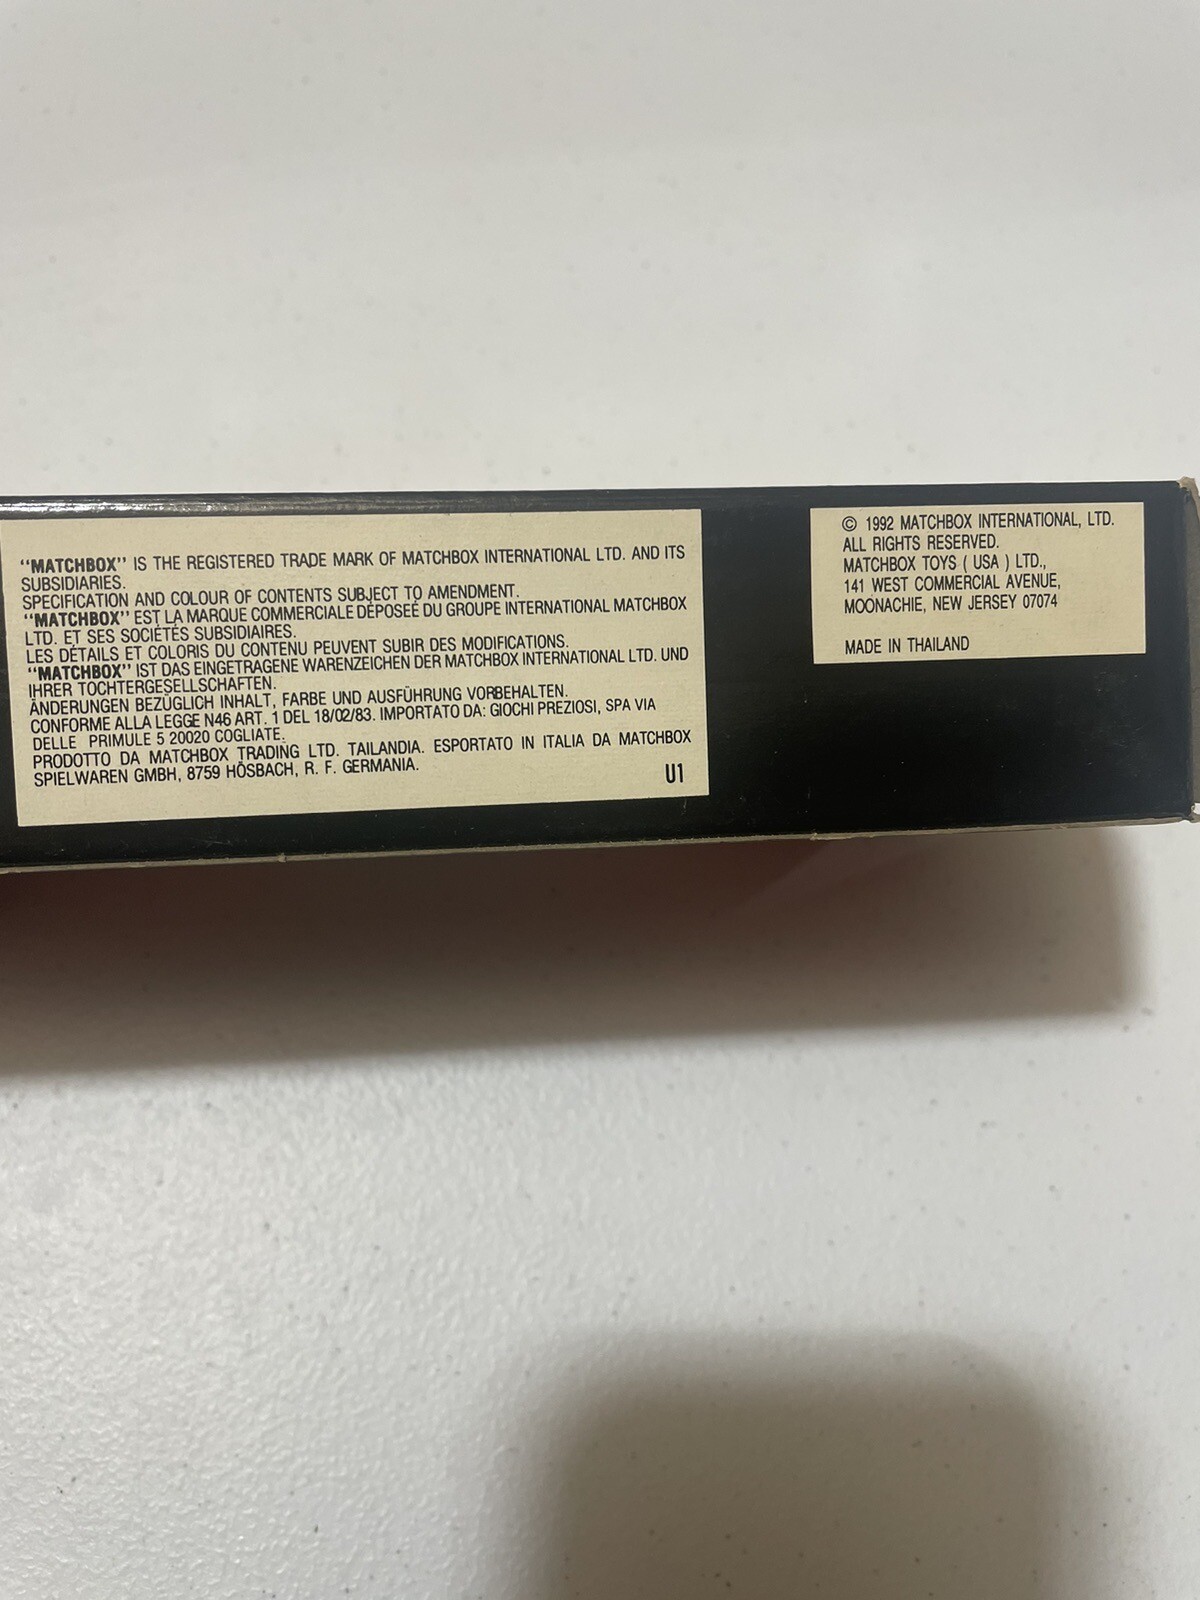 “MATCHBOX” IS THE REGISTERED TRADE MARK OF MATCHBOX INTERNATIONAL LTD. AND ITS
SUBSIDIARIES.
SPECIFICATION AND COLOUR OF CONTENTS SUBJECT TO AMENDMENT.
“MATCHBOX” EST LA MARQUE COMMERCIALE DÉPOSEÉ DU GROUPE INTERNATIONAL MATCHBOX
LTD. ET SES SOCIÉTÉS SUBSIDIAIRES.
LES DÉTAILS ET COLORIS DU CONTENU PEUVENT SUBIR DES MODIFICATIONS.
“MATCHBOX” IST DAS EINGETRAGENE WARENZEICHEN DER MATCHBOX INTERNATIONAL LTD. UND
IHRER TOCHTERGESELLSCHAFTEN.
ÄNDERUNGEN BEZÜGLICH INHALT, FARBE UND AUSFÜHRUNG VORBEHALTEN.
CONFORME ALLA LEGGE N46 ART. 1 DEL 18/02/83. IMPORTATO DA: GIOCHI PREZIOSI, SPA VIA
DELLE PRIMULE 5 20020 COGLIATE.
PRODOTTO DA MATCHBOX TRADING LTD. TAILANDIA. ESPORTATO IN ITALIA DA MATCHBOX
SPIELWAREN GMBH, 8759 HÖSBACH, R. F. GERMANIA.
U1
© 1992 MATCHBOX INTERNATIONAL, LTD.
ALL RIGHTS RESERVED.
MATCHBOX TOYS ( USA ) LTD.,
141 WEST COMMERCIAL AVENUE,
MOONACHIE, NEW JERSEY 07074
MADE IN THAILAND